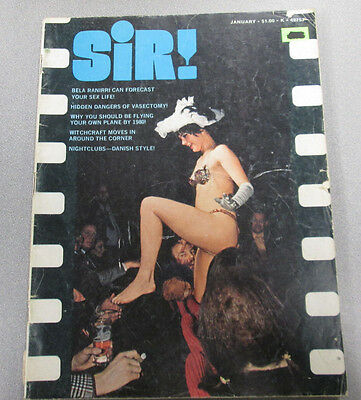 JANUARY • $1.00 • K •
SiR!
BELA RANIRRI CAN FORECAST
YOUR SEX LIFE!
HIDDEN DANGERS OF VASECTOMY!
WHY YOU SHOULD BE FLYING
YOUR OWN PLANE BY 1980!
WITCHCRAFT MOVES IN
AROUND THE CORNER
NIGHTCLUBS—DANISH STYLE!